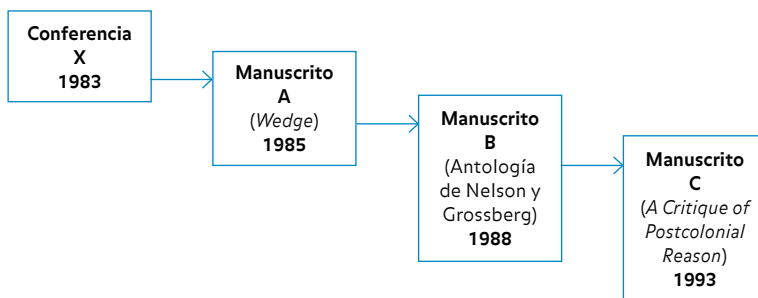 Conferencia
X
1983
Manuscrito
A
(Wedge)
1985
Manuscrito
B
(Antología
de Nelson y
Grossberg)
1988
Manuscrito
C
(A Critique of
Postcolonial
Reason)
1993